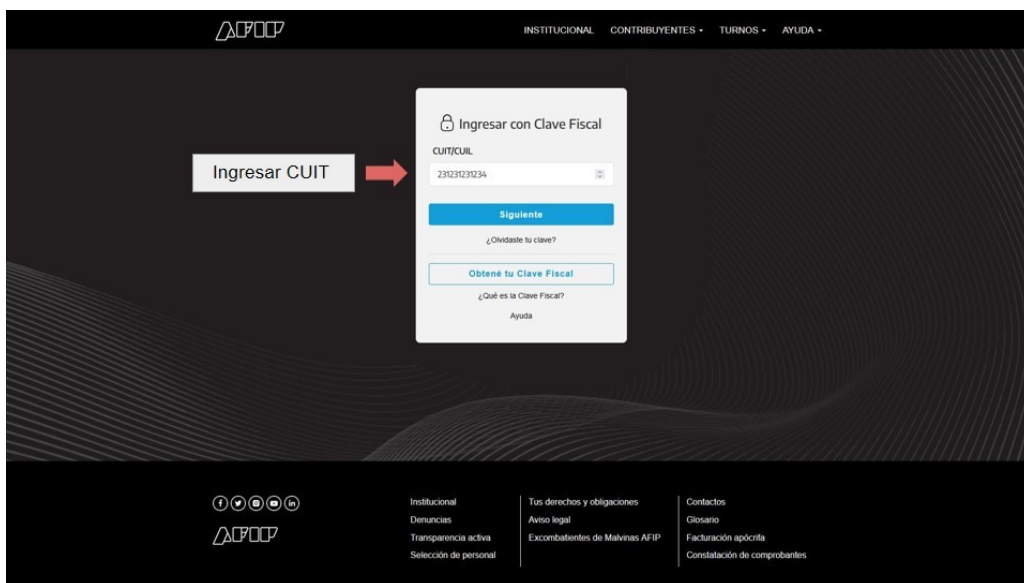 AFIP
INSTITUCIONAL CONTRIBUYENTES TURNOS AYUDA
Ingresar con Clave Fiscal
CUIT/CUIL
Ingresar CUIT
231231231234
Siguiente
¿Olvidaste tu clave?
Obtené tu Clave Fiscal
¿Qué es la Clave Fiscal?
Ayuda
AFIP
Institucional
Denuncias
Transparencia activa
Selección de personal
Tus derechos y obligaciones
Aviso legal
Excombatientes de Malvinas AFIP
Contactos
Glosario
Facturación apócrifa
Constatación de comprobantes